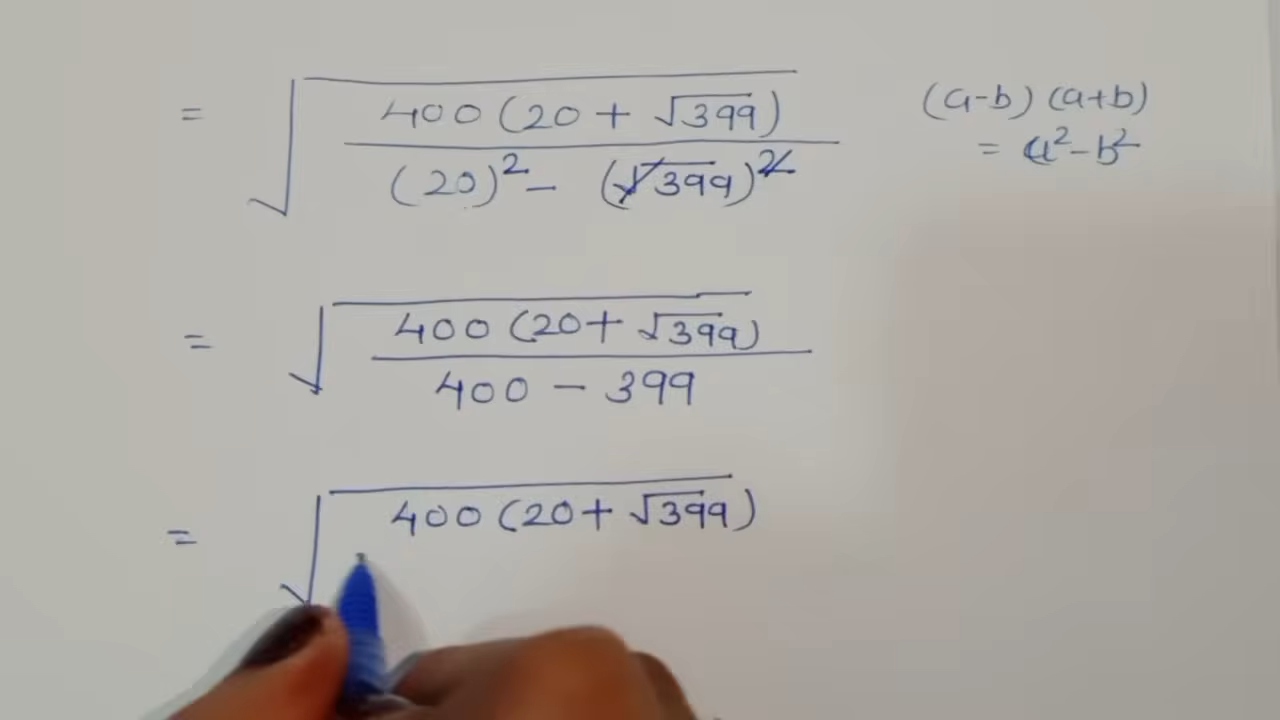 = √(400 (20 + √399) / (20)² - (√399)²)
(a-b) (a+b)
= a² - b²
= √(400 (20 + √399) / 400 - 399)
= √(400 (20 + √399)